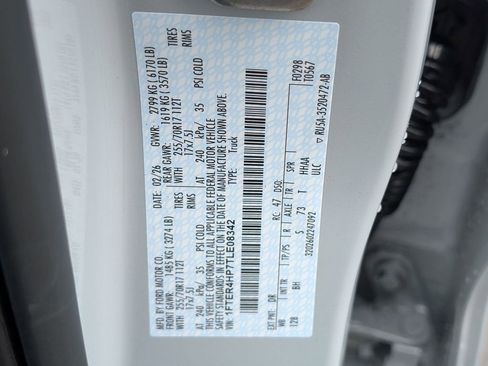 MFD. BY FORD MOTOR CO.
DATE: 02/26 GVWR: 2799 KG ( 6170 LB)
FRONT GAWR: 1485 KG ( 3274 LB) REAR GAWR: 1619 KG ( 3570 LB)
255/70R17 112T TIRES WITH 255/70R17 112T TIRES
17x7.5J RIMS 17x7.5J RIMS
AT 240 kPa/ 35 PSI COLD AT 240 kPa/ 35 PSI COLD
THIS VEHICLE CONFORMS TO ALL APPLICABLE FEDERAL MOTOR VEHICLE
SAFETY STANDARDS IN EFFECT ON THE DATE OF MANUFACTURE SHOWN ABOVE.
VIN: 1FTER4HP7TLE08342
TYPE: Truck
F0298
T0567
EXT PNT: DR RC: 47 DSO:
WB INT TR TP/PS R AXLE TR SPR
128 BH S 73 T HHAA
3202602247092 ULC
RU5A-3520472-AB